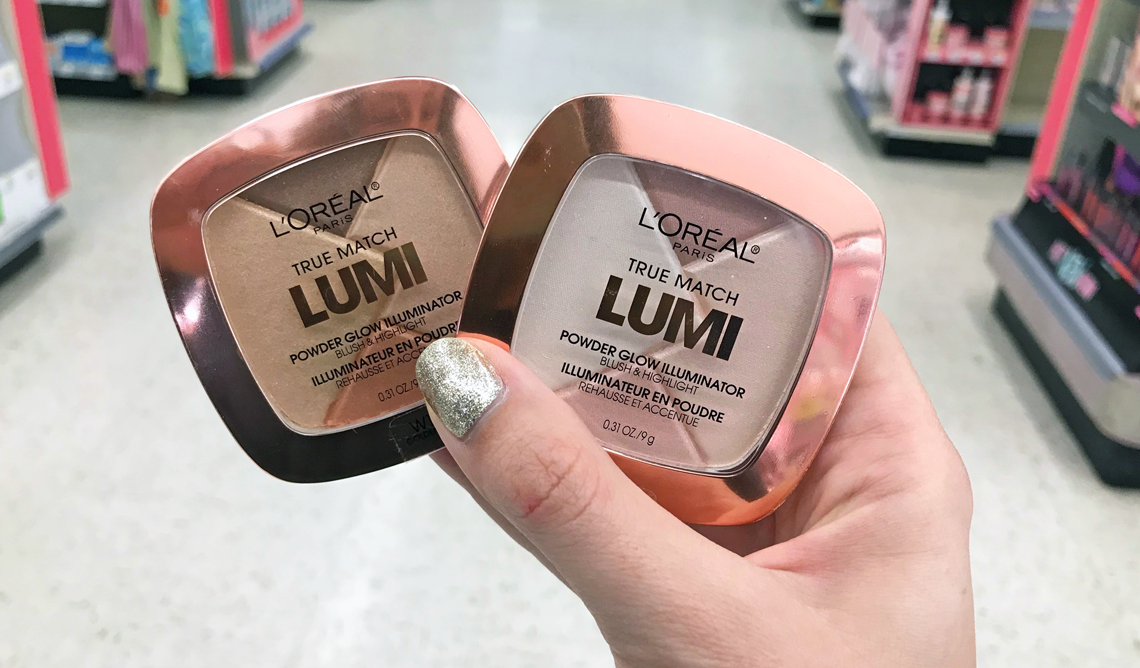 L'ORÉAL®
PARIS
TRUE MATCH
LUMI
POWDER GLOW ILLUMINATOR
BLUSH & HIGHLIGHT
ILLUMINATEUR EN POUDRE
REHAUSSE ET
0.31 OZ./9
L'ORÉAL®
PARIS
TRUE MATCH
LUMI
POWDER GLOW ILLUMINATOR
BLUSH & HIGHLIGHT
ILLUMINATEUR EN POUDRE
REHAUSSE ET ACCENTUE
0.31 OZ./9 g